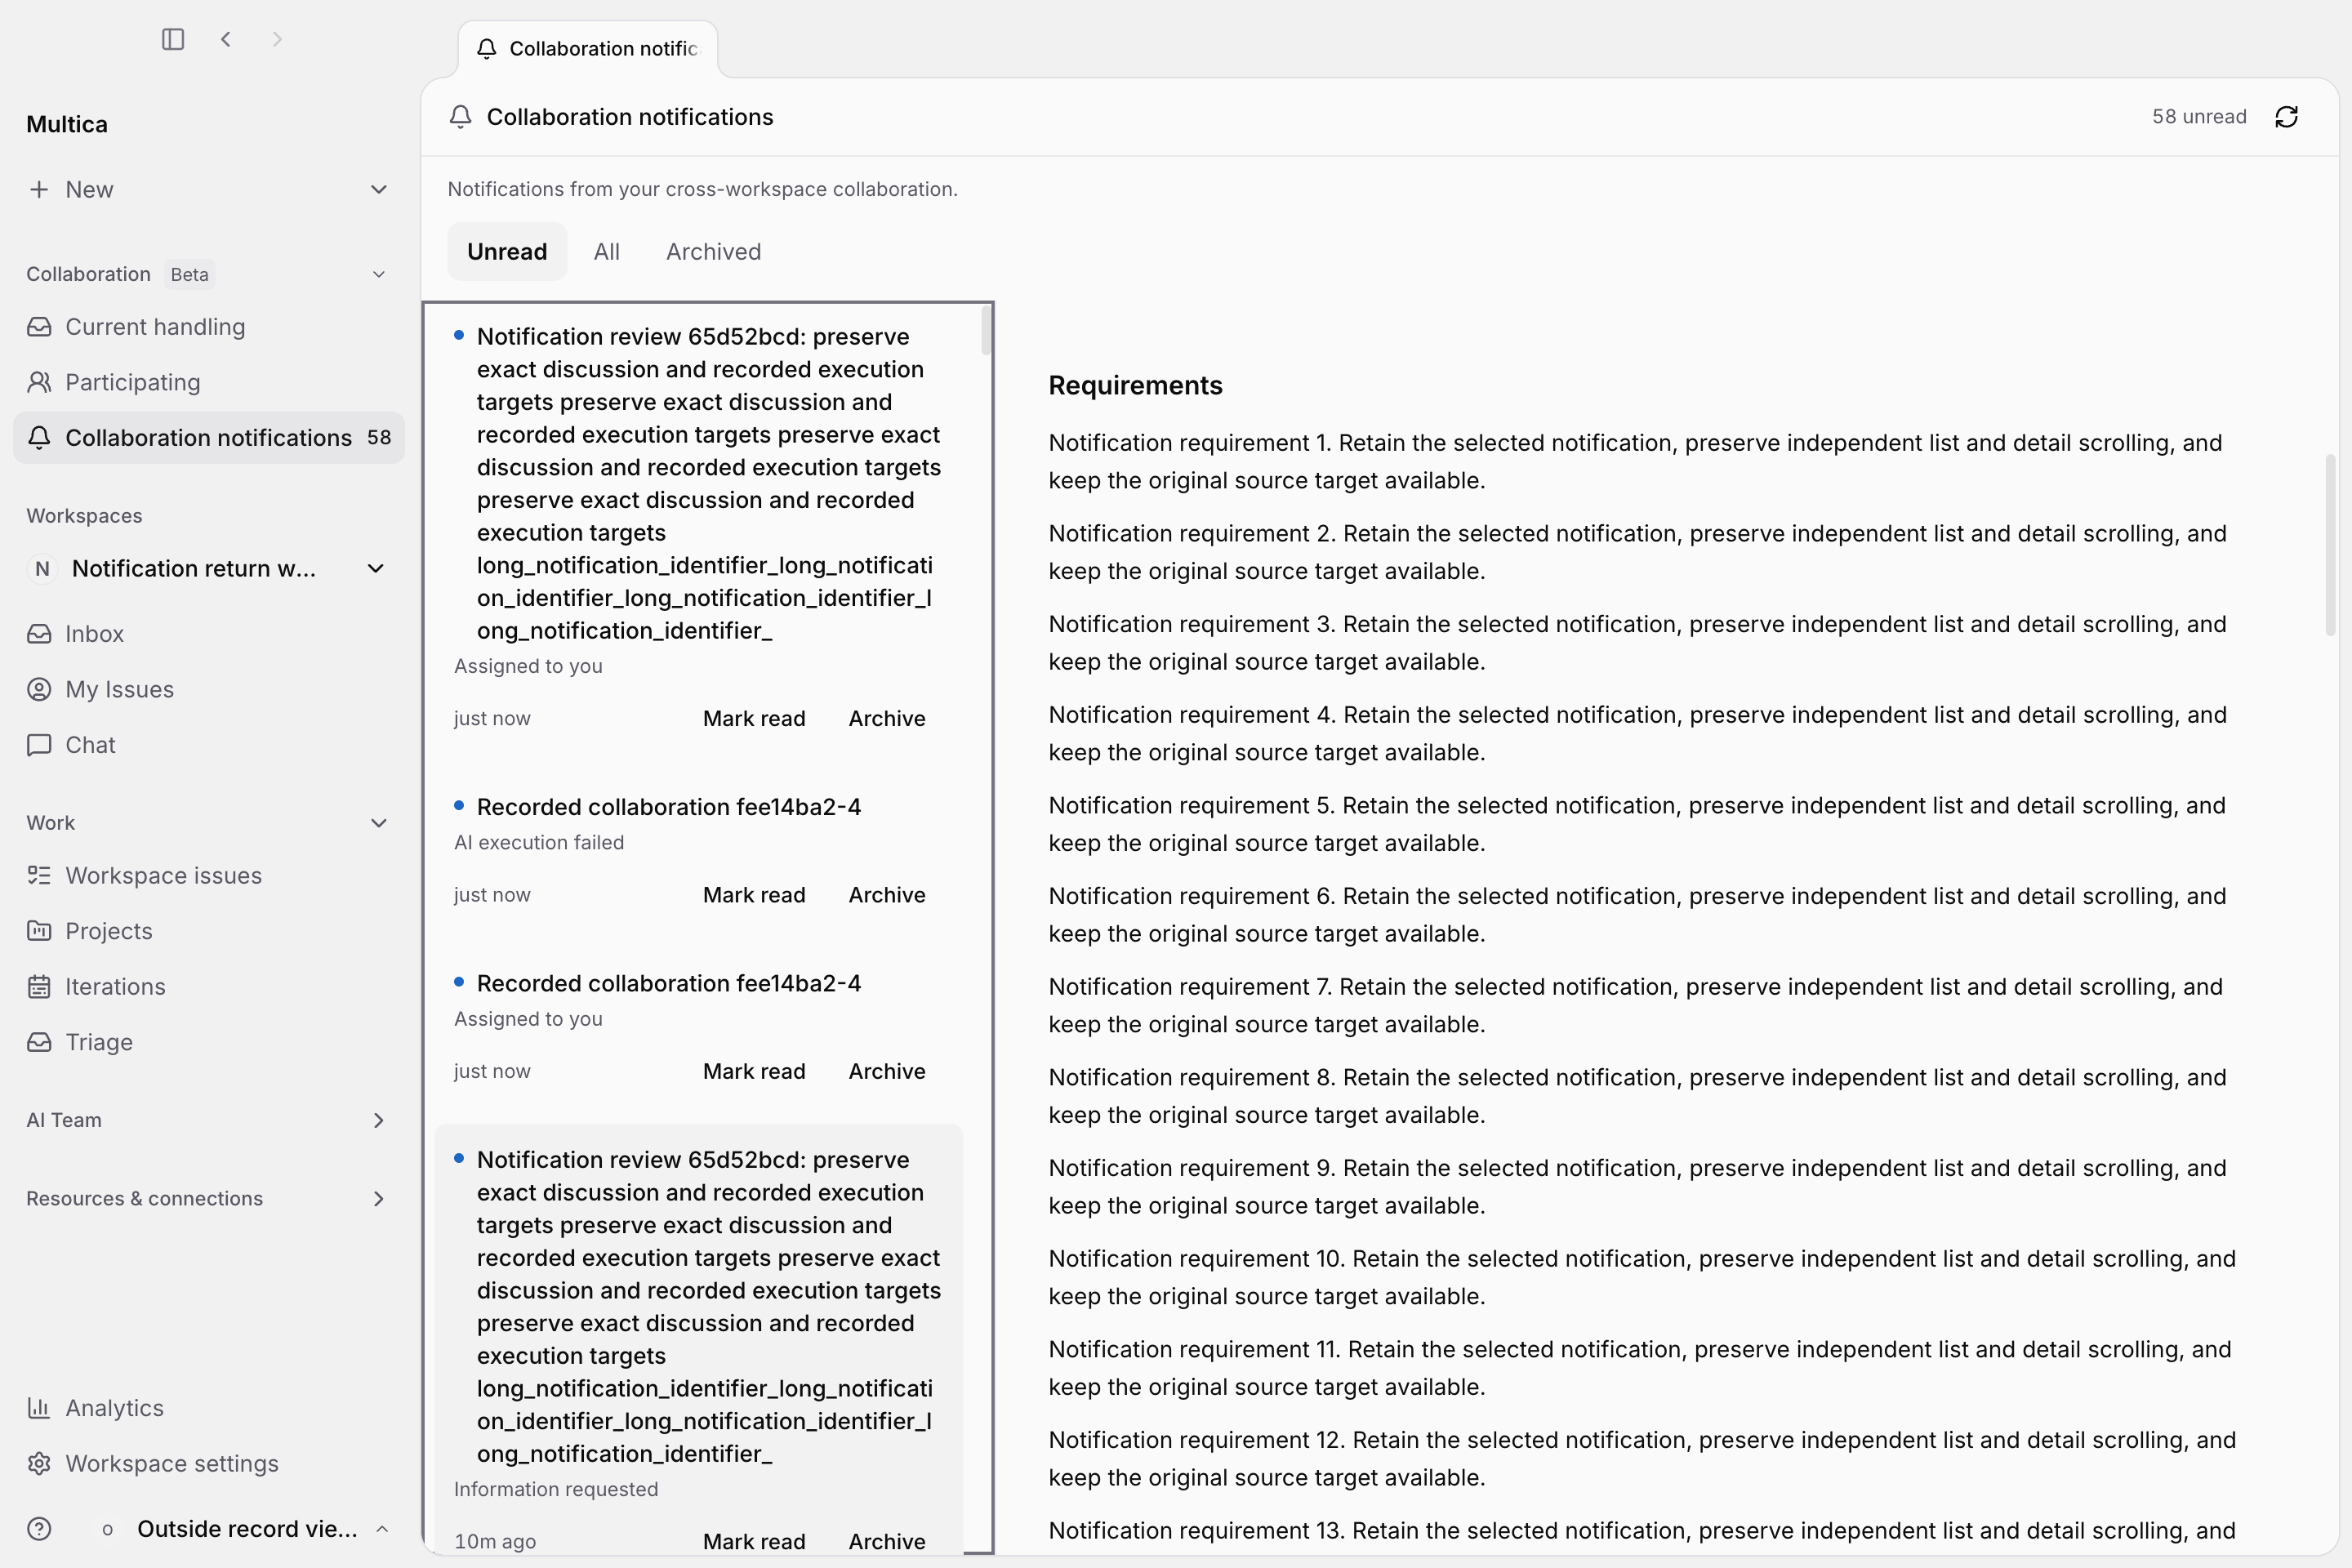 Collaboration notific
Multica
New
Collaboration Beta
Current handling
Participating
Collaboration notifications 58
Workspaces
N Notification return w...
Inbox
My Issues
Chat
Work
Workspace issues
Projects
Iterations
Triage
AI Team
Resources & connections
Analytics
Workspace settings
O Outside record vie...
Collaboration notifications
58 unread
Notifications from your cross-workspace collaboration.
Unread All Archived
Notification review 65d52bcd: preserve
exact discussion and recorded execution
targets preserve exact discussion and
recorded execution targets preserve exact
discussion and recorded execution targets
preserve exact discussion and recorded
execution targets
long_notification_identifier_long_notificati
on_identifier_long_notification_identifier_l
ong_notification_identifier_
Assigned to you
just now Mark read Archive
Recorded collaboration fee14ba2-4
AI execution failed
just now Mark read Archive
Recorded collaboration fee14ba2-4
Assigned to you
just now Mark read Archive
Notification review 65d52bcd: preserve
exact discussion and recorded execution
targets preserve exact discussion and
recorded execution targets preserve exact
discussion and recorded execution targets
preserve exact discussion and recorded
execution targets
long_notification_identifier_long_notificati
on_identifier_long_notification_identifier_l
ong_notification_identifier_
Information requested
10m ago Mark read Archive
Requirements
Notification requirement 1. Retain the selected notification, preserve independent list and detail scrolling, and
keep the original source target available.
Notification requirement 2. Retain the selected notification, preserve independent list and detail scrolling, and
keep the original source target available.
Notification requirement 3. Retain the selected notification, preserve independent list and detail scrolling, and
keep the original source target available.
Notification requirement 4. Retain the selected notification, preserve independent list and detail scrolling, and
keep the original source target available.
Notification requirement 5. Retain the selected notification, preserve independent list and detail scrolling, and
keep the original source target available.
Notification requirement 6. Retain the selected notification, preserve independent list and detail scrolling, and
keep the original source target available.
Notification requirement 7. Retain the selected notification, preserve independent list and detail scrolling, and
keep the original source target available.
Notification requirement 8. Retain the selected notification, preserve independent list and detail scrolling, and
keep the original source target available.
Notification requirement 9. Retain the selected notification, preserve independent list and detail scrolling, and
keep the original source target available.
Notification requirement 10. Retain the selected notification, preserve independent list and detail scrolling, and
keep the original source target available.
Notification requirement 11. Retain the selected notification, preserve independent list and detail scrolling, and
keep the original source target available.
Notification requirement 12. Retain the selected notification, preserve independent list and detail scrolling, and
keep the original source target available.
Notification requirement 13. Retain the selected notification, preserve independent list and detail scrolling, and